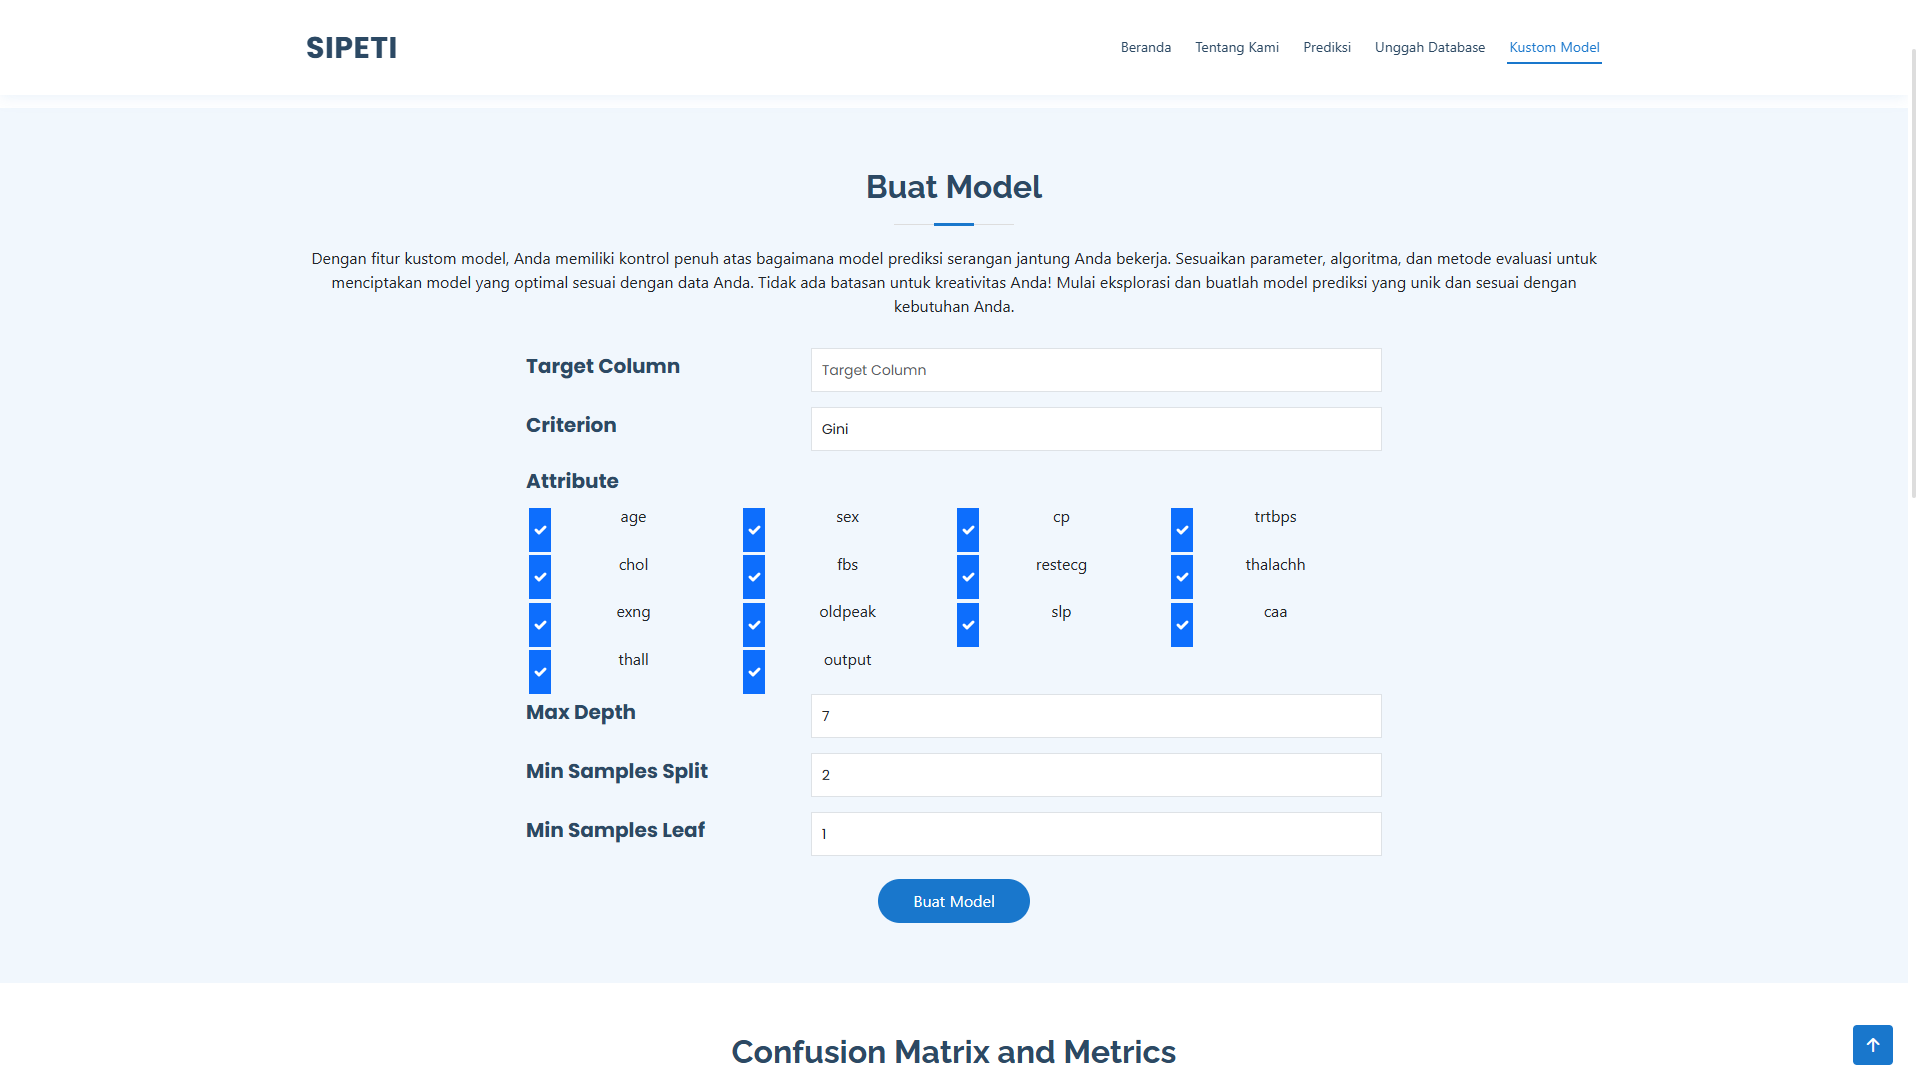 SIPETI
Beranda Tentang Kami Prediksi Unggah Database Kustom Model
Buat Model
Dengan fitur kustom model, Anda memiliki kontrol penuh atas bagaimana model prediksi serangan jantung Anda bekerja. Sesuaikan parameter, algoritma, dan metode evaluasi untuk
menciptakan model yang optimal sesuai dengan data Anda. Tidak ada batasan untuk kreativitas Anda! Mulai eksplorasi dan buatlah model prediksi yang unik dan sesuai dengan
kebutuhan Anda.
Target Column Target Column
Criterion Gini
Attribute
age sex cp trtbps
chol fbs restecg thalachh
exng oldpeak slp caa
thall output
Max Depth 7
Min Samples Split 2
Min Samples Leaf 1
Buat Model
Confusion Matrix and Metrics